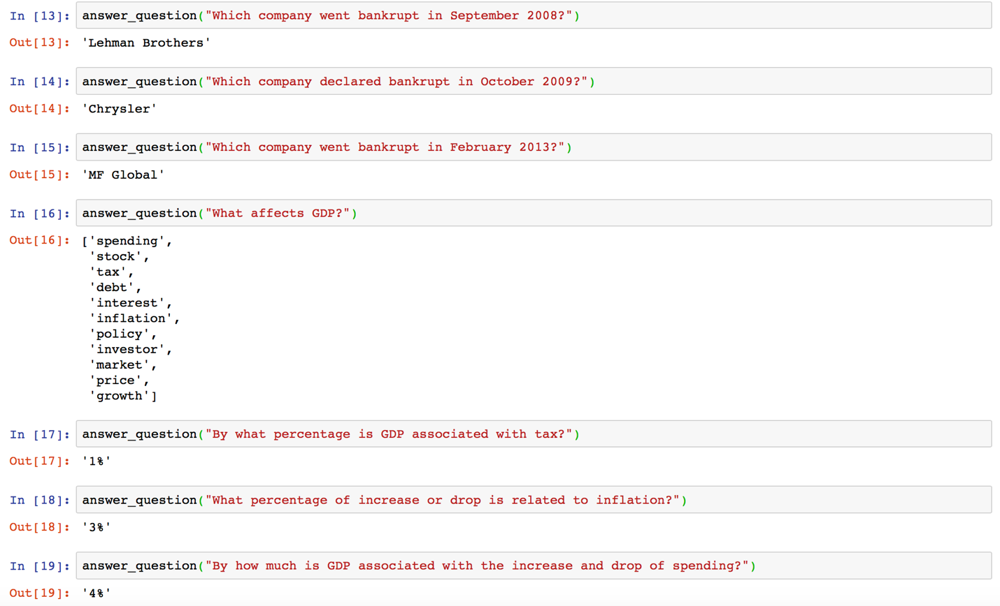 In [13]: answer_question("Which company went bankrupt in September 2008?")
Out[13]: 'Lehman Brothers'
In [14]: answer_question("Which company declared bankrupt in October 2009?")
Out[14]: 'Chrysler'
In [15]: answer_question("Which company went bankrupt in February 2013?")
Out[15]: 'MF Global'
In [16]: answer_question("What affects GDP?")
Out[16]: ['spending',
'stock',
'tax',
'debt',
'interest',
'inflation',
'policy',
'investor',
'market',
'price',
'growth']
In [17]: answer_question("By what percentage is GDP associated with tax?")
Out[17]: '1%'
In [18]: answer_question("What percentage of increase or drop is related to inflation?")
Out[18]: '3%'
In [19]: answer_question("By how much is GDP associated with the increase and drop of spending?")
Out[19]: '4%'